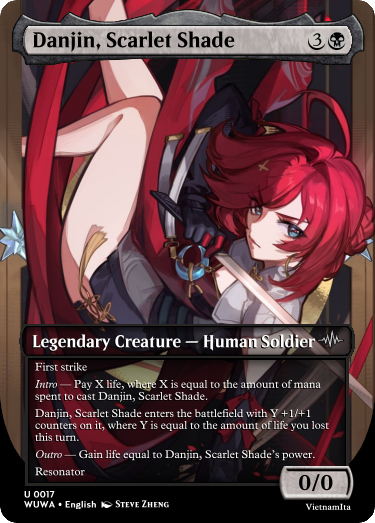 Danjin, Scarlet Shade 3
Legendary Creature — Human Soldier
First strike
Intro — Pay X life, where X is equal to the amount of mana
spent to cast Danjin, Scarlet Shade.
Danjin, Scarlet Shade enters the battlefield with Y +1/+1
counters on it, where Y is equal to the amount of life you lost
this turn.
Outro — Gain life equal to Danjin, Scarlet Shade's power.
Resonator
0/0
U 0017
WUWA • English STEVE ZHENG
VietnamIta